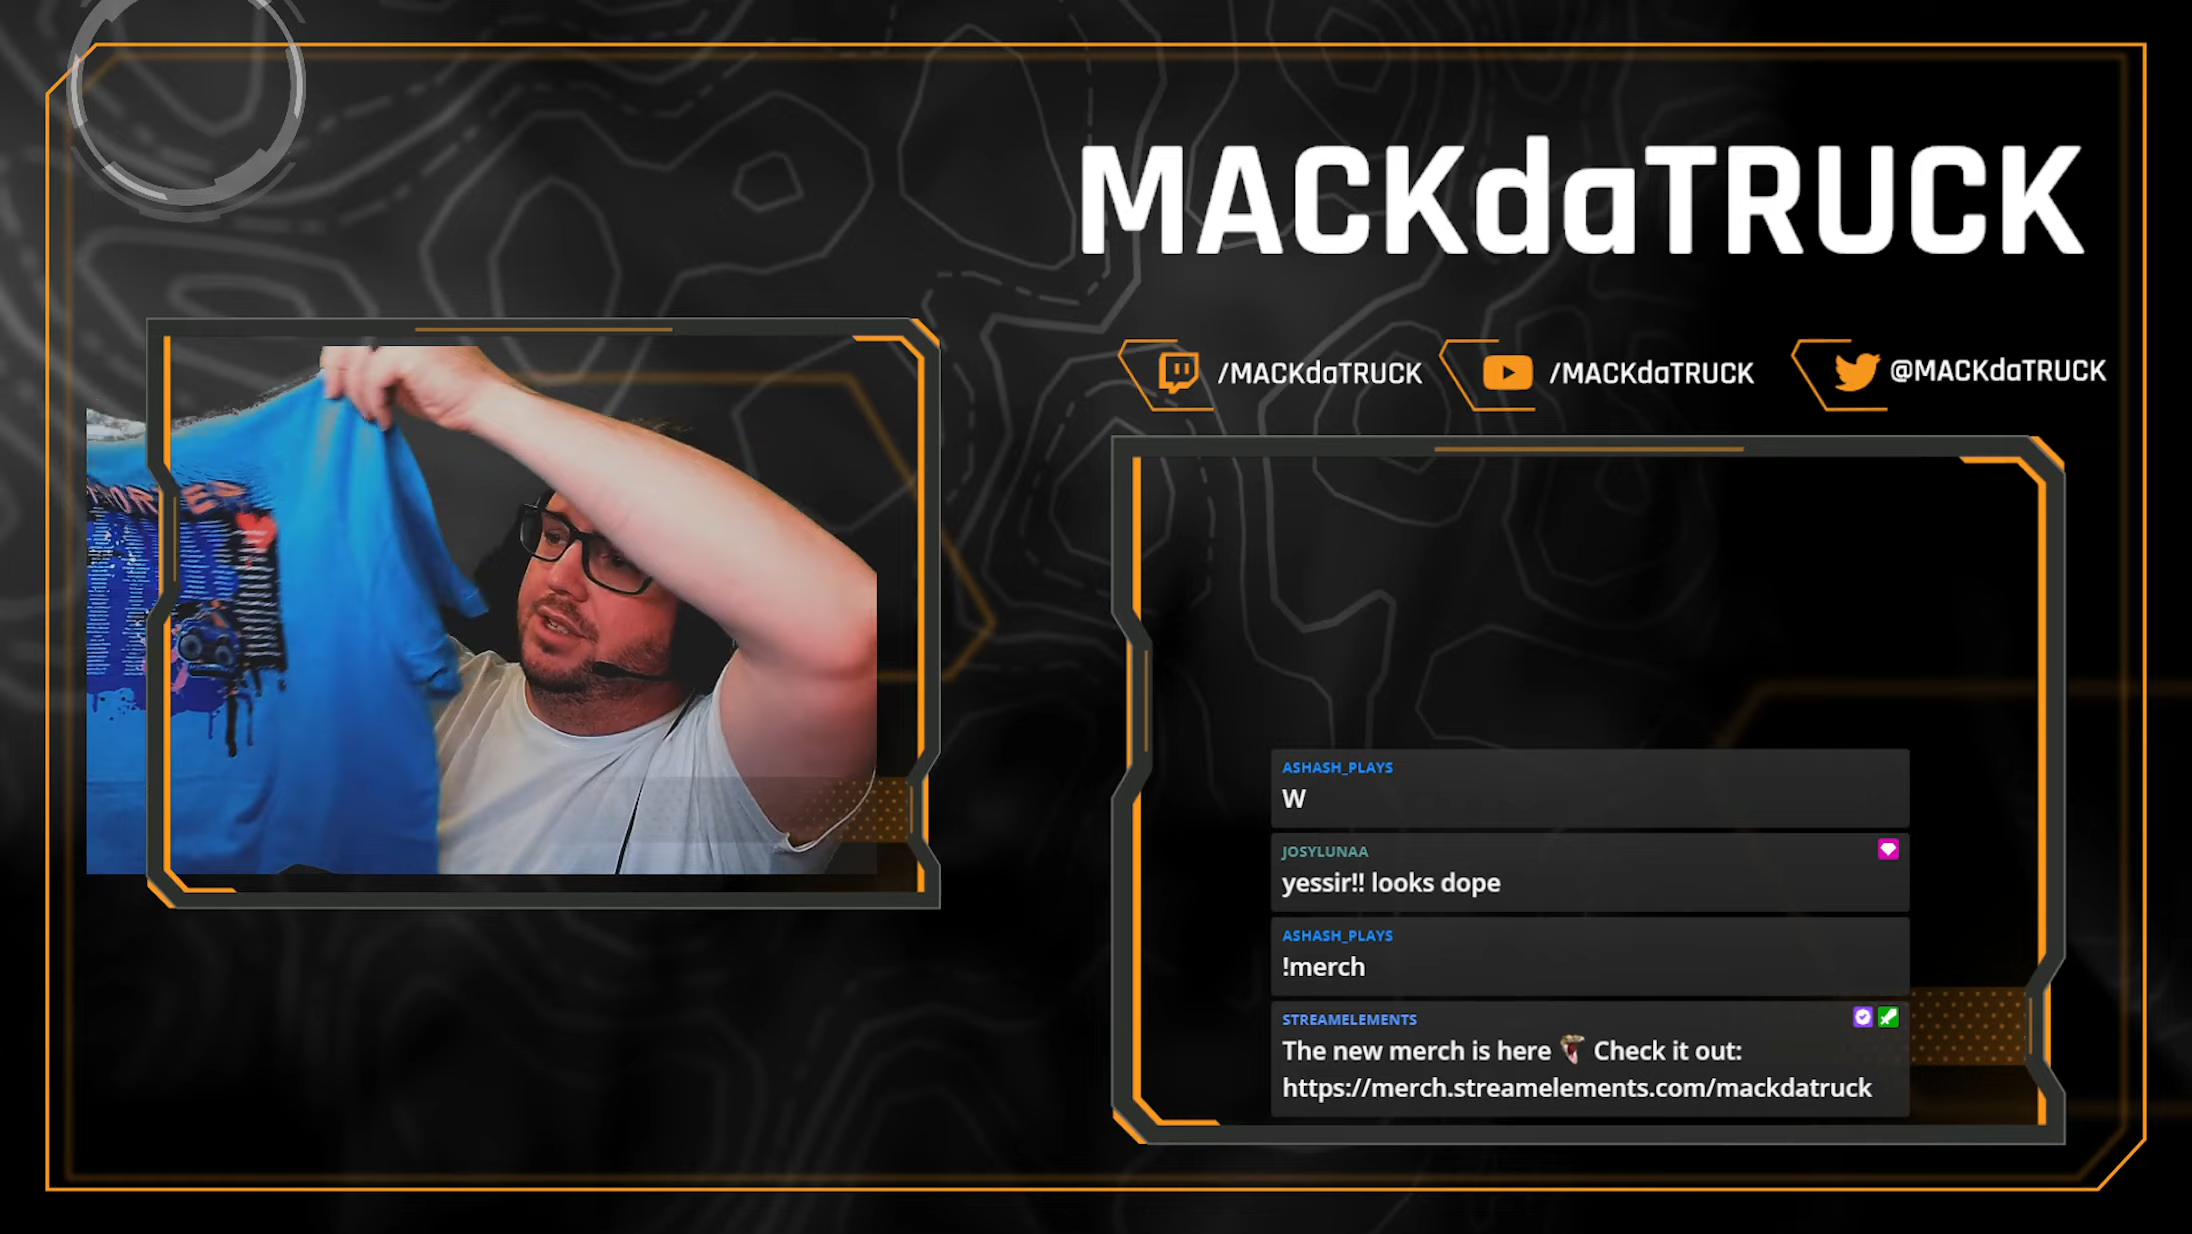 MACKdaTRUCK
/MACKdaTRUCK
/MACKdaTRUCK
@MACKdaTRUCK
ASHASH_PLAYS
W
JOSYLUNAA
yessir!! looks dope
ASHASH_PLAYS
!merch
STREAMELEMENTS
The new merch is here Check it out:
https://merch.streamelements.com/mackdatruck